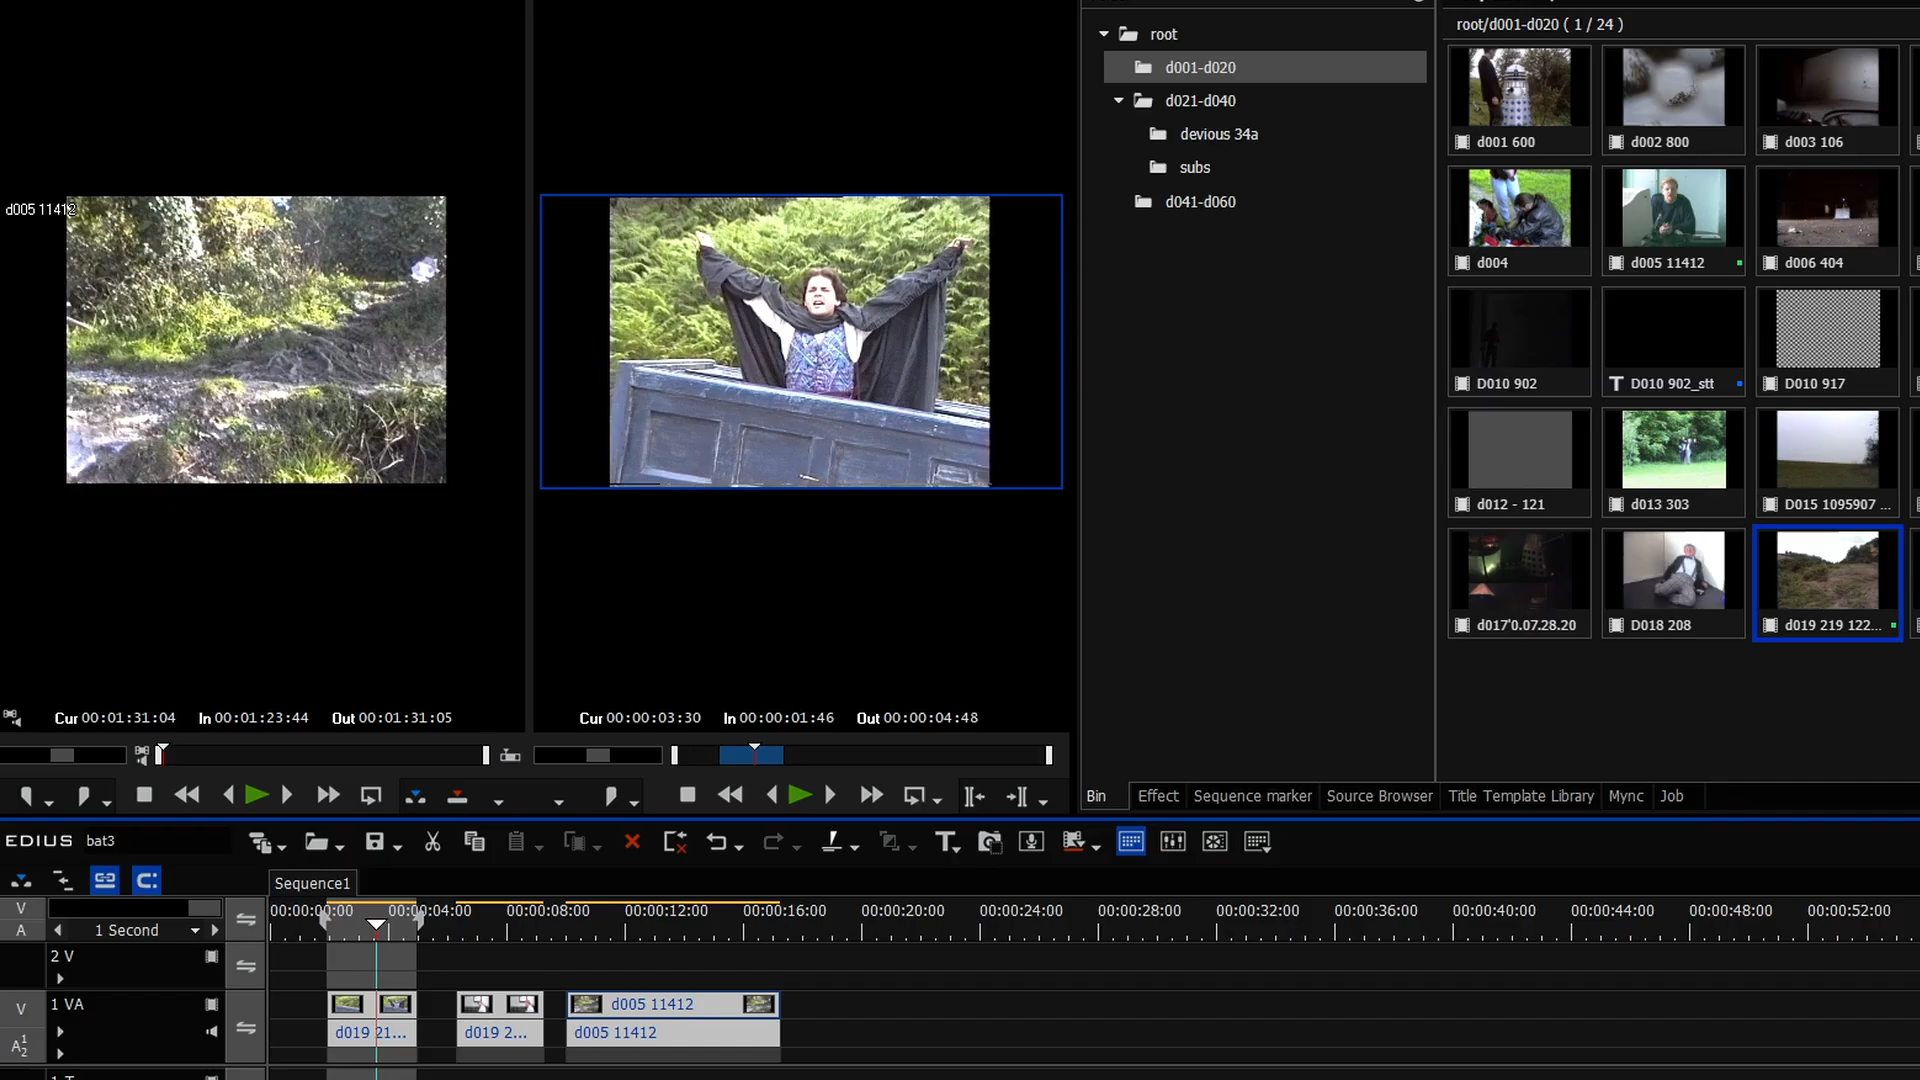 root/d001-d020 ( 1 / 24 )
root
d001-d020
d021-d040
devious 34a
subs
d041-d060
d001 600
d002 800
d003 106
d004
d005 11412
d006 404
D010 902
D010 902_stt
D010 917
d012 - 121
d013 303
D015 1095907 ...
d017'0.07.28.20
D018 208
d019 219 122...
d005 11412
Cur 00:01:31:04 In 00:01:23:44 Out 00:01:31:05
Cur 00:00:03:30 In 00:00:01:46 Out 00:00:04:48
Bin Effect Sequence marker Source Browser Title Template Library Mync Job
EDIUS bat3
Sequence1
00:00:00:00 00:00:04:00 00:00:08:00 00:00:12:00 00:00:16:00 00:00:20:00 00:00:24:00 00:00:28:00 00:00:32:00 00:00:36:00 00:00:40:00 00:00:44:00 00:00:48:00 00:00:52:00
V
A
1 Second
2 V
V
1 VA
d005 11412
A 1 2
d019 21...
d019 2...
d005 11412